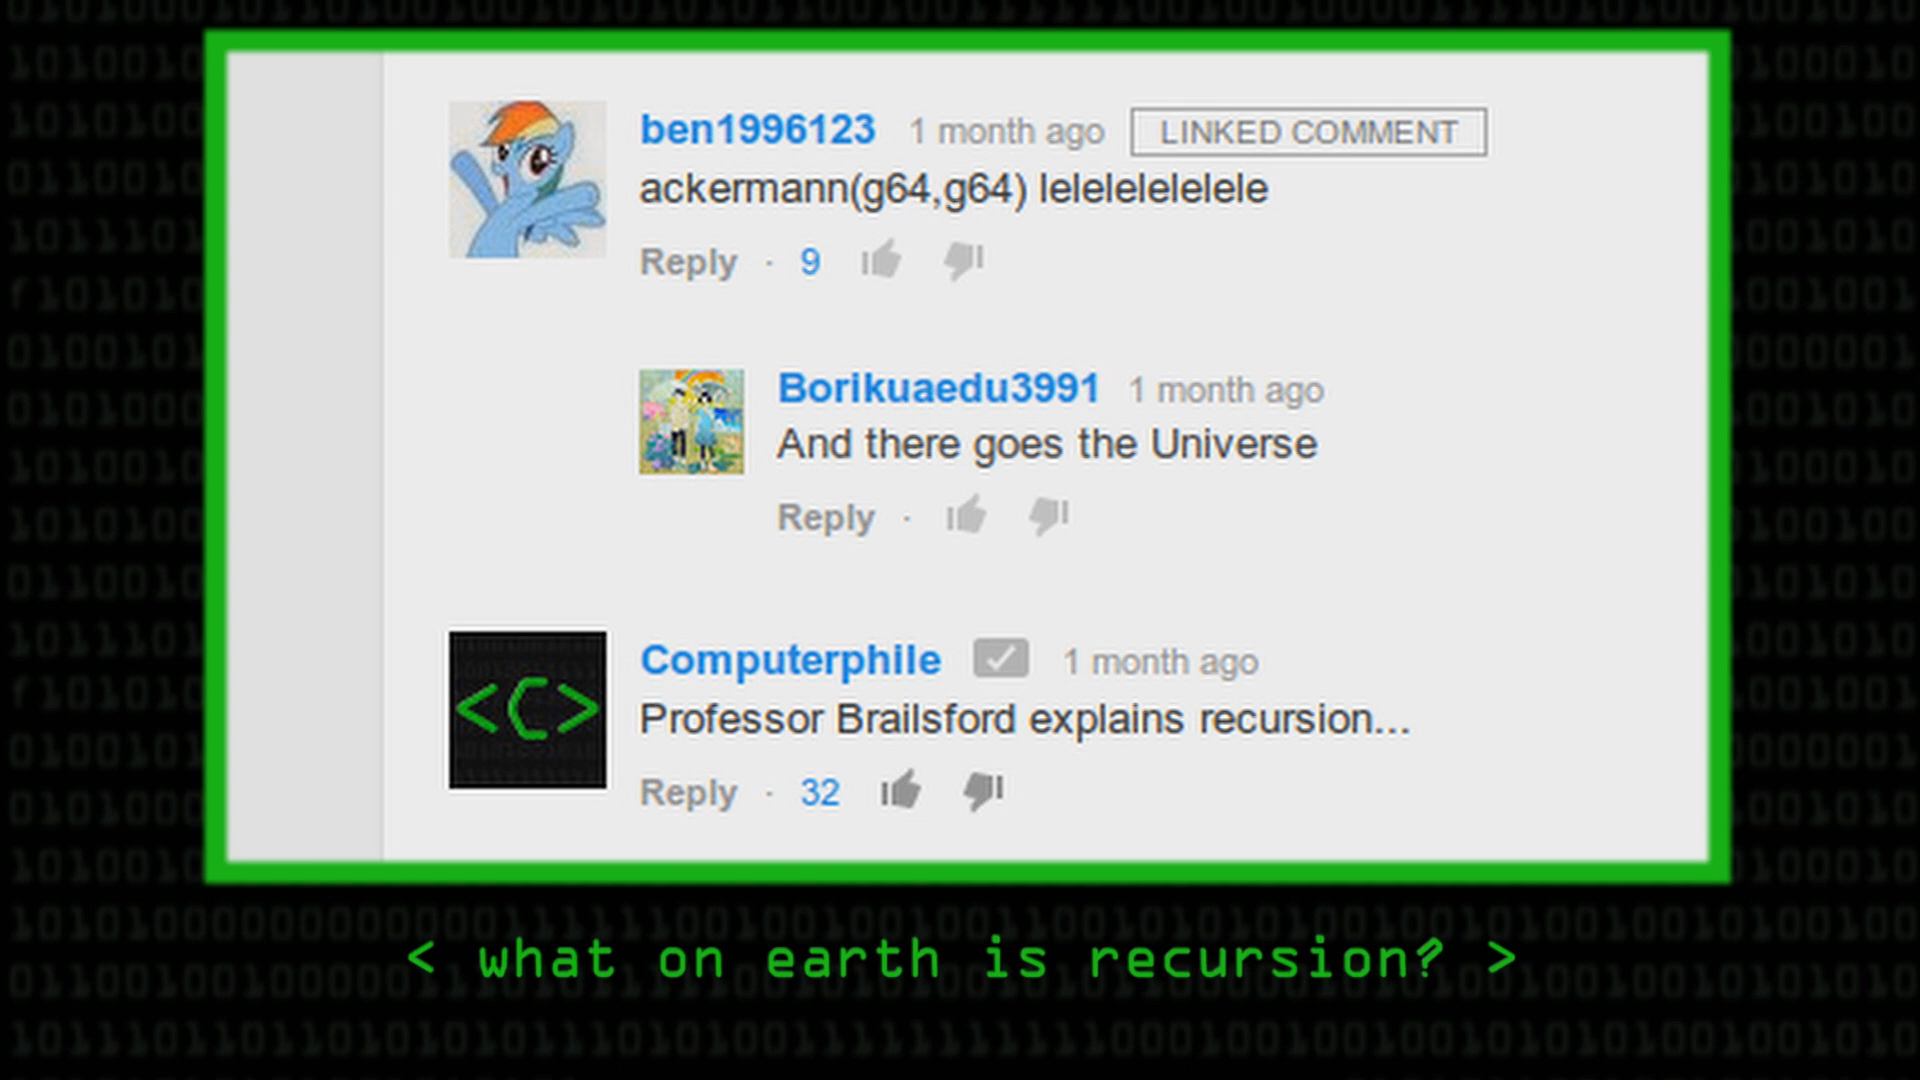 ben1996123 1 month ago LINKED COMMENT
ackermann(g64,g64) lelelelelelele
Reply · 9
Borikuaedu3991 1 month ago
And there goes the Universe
Reply ·
<C>
Computerphile 1 month ago
Professor Brailsford explains recursion...
Reply · 32
< what on earth is recursion? >